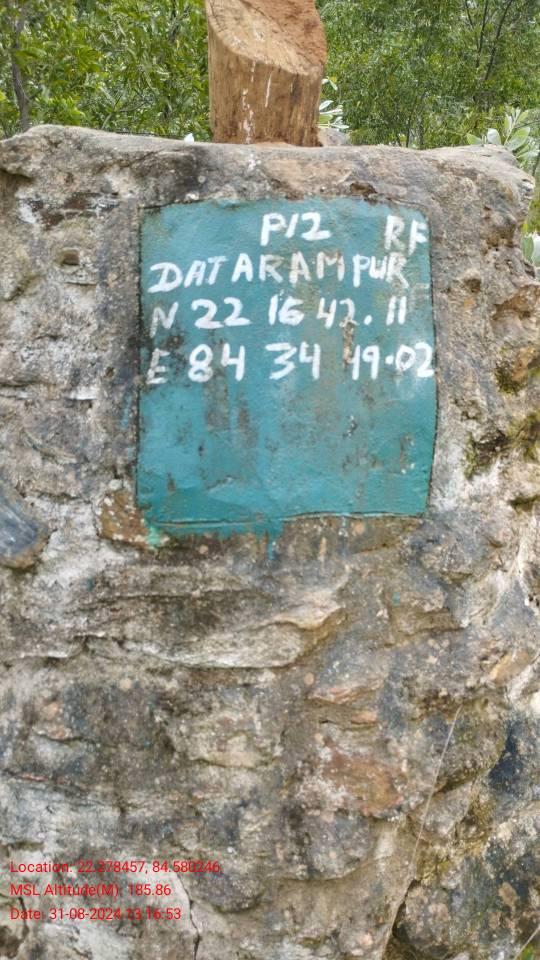 P12 RF
DATARAMPUR
N 22 16 42.11
E 84 34 49.02
Location: 22.278457, 84.580246
MSL Altitude(M): 185.86
Date: 31-08-2024 13:16:53